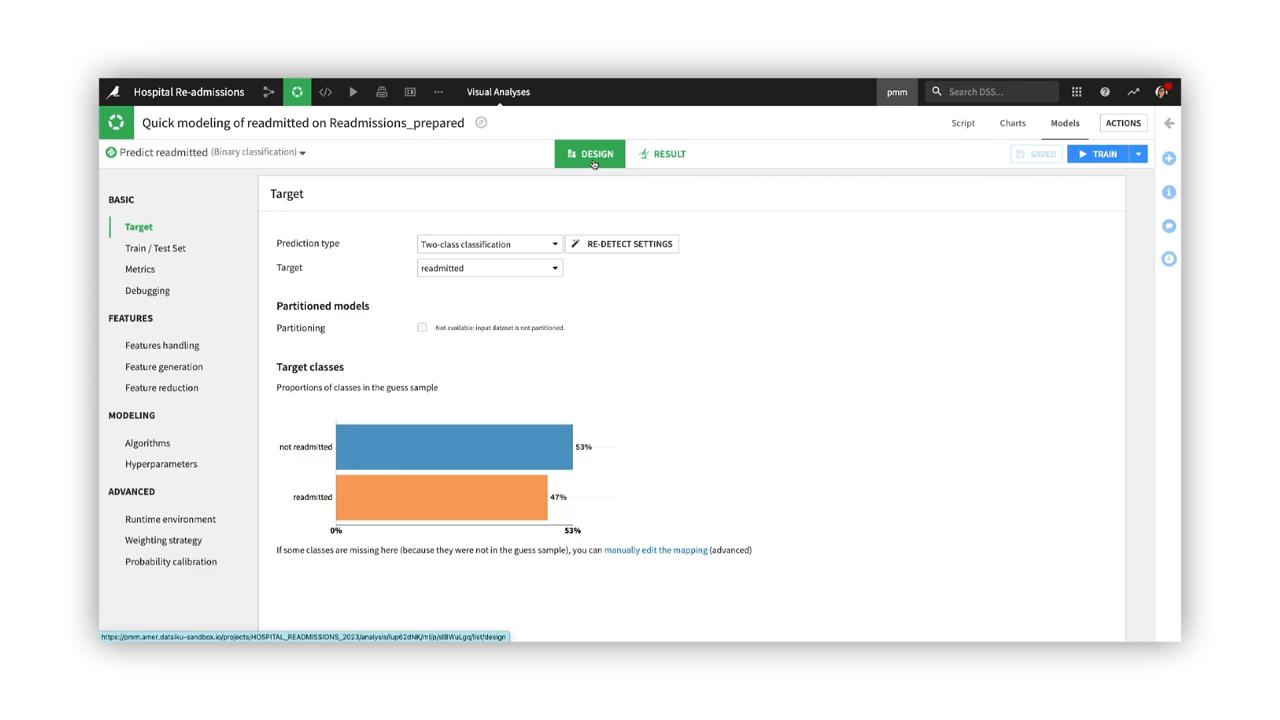 Hospital Re-admissions
Visual Analyses
pmm
Search DSS...
Quick modeling of readmitted on Readmissions_prepared
Script
Charts
Models
ACTIONS
Predict readmitted (Binary classification)
DESIGN
RESULT
SAVED
TRAIN
BASIC
Target
Train / Test Set
Metrics
Debugging
FEATURES
Features handling
Feature generation
Feature reduction
MODELING
Algorithms
Hyperparameters
ADVANCED
Runtime environment
Weighting strategy
Probability calibration
Target
Prediction type
Two-class classification
RE-DETECT SETTINGS
Target
readmitted
Partitioned models
Partitioning
Not available: input dataset is not partitioned.
Target classes
Proportions of classes in the guess sample
not readmitted
53%
readmitted
47%
0%
53%
If some classes are missing here (because they were not in the guess sample), you can manually edit the mapping (advanced)